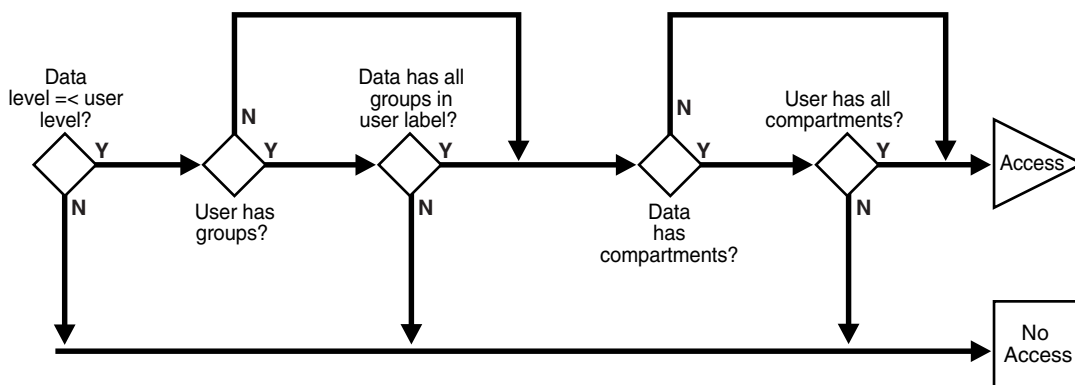 Data
level =< user
level?
Y
N
N
User has
groups?
Y
Data has all
groups in
user label?
Y
N
N
Data
has
compartments?
Y
User has all
compartments?
Y
N
Access
No
Access